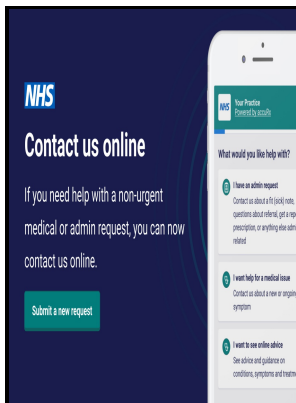 NHS
Contact us online
If you need help with a non-urgent
medical or admin request, you can now
contact us online.
Submit a new request
NHS
Your Practice
Powered by accuRx
What would you like help with?
I have an admin request
Contact us about a fit (sick) note,
questions about referral, get a repe
prescription, or anything else admi
related
I want help for a medical issue
Contact us about a new or ongoin
symptom
I want to see online advice
See advice and guidance on
conditions, symptoms and treatme